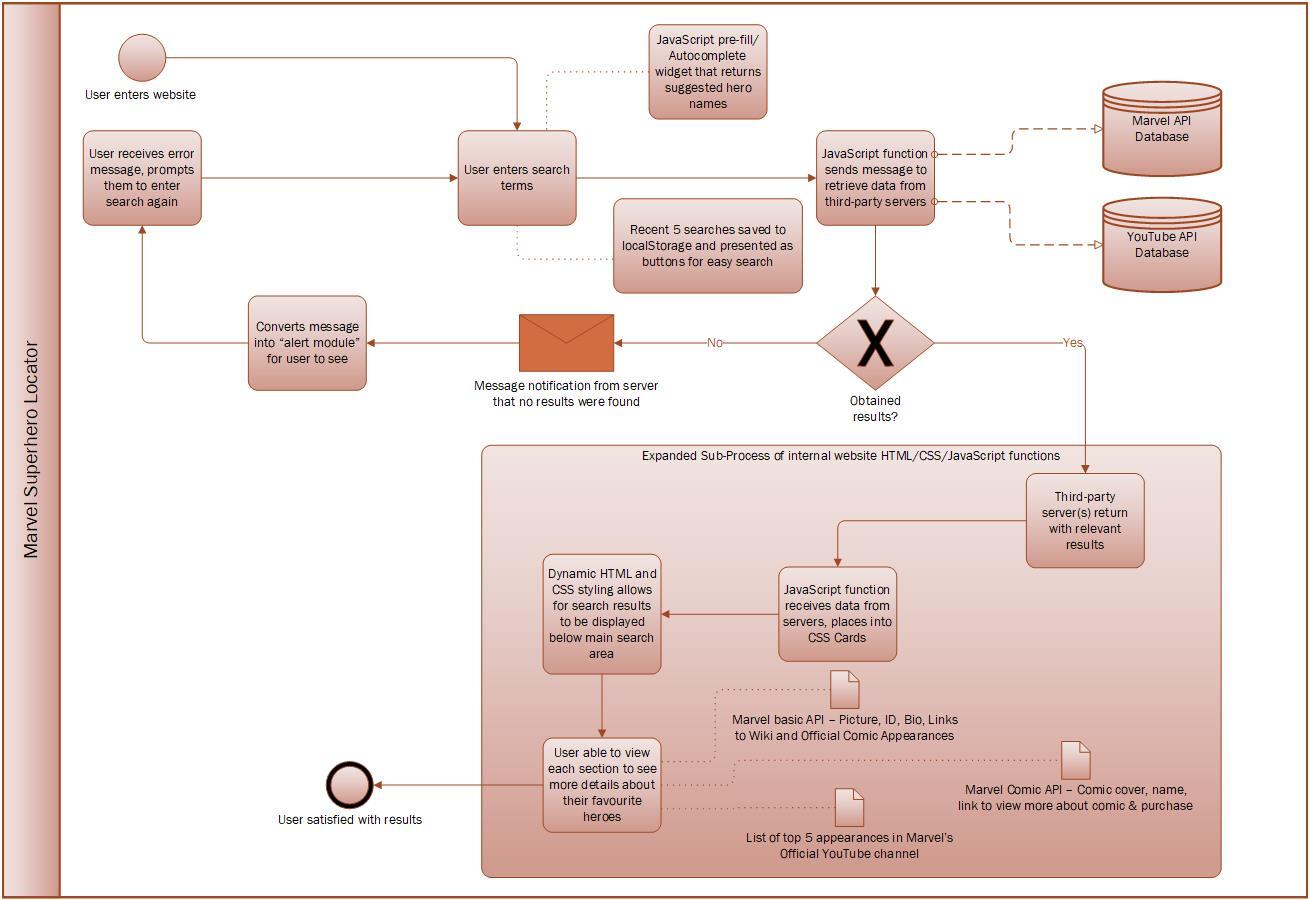 Marvel Superhero Locator
User enters website
JavaScript pre-fill/
Autocomplete
widget that returns
suggested hero
names
Marvel API
Database
User receives error
message, prompts
them to enter
search again
User enters search
terms
JavaScript function
sends message to
retrieve data from
third-party servers
Recent 5 searches saved to
localStorage and presented as
buttons for easy search
YouTube API
Database
Converts message
into “alert module”
for user to see
No
Yes
Message notification from server
that no results were found
X
Obtained
results?
Expanded Sub-Process of internal website HTML/CSS/JavaScript functions
Third-party
server(s) return
with relevant
results
JavaScript function
receives data from
servers, places into
CSS Cards
Dynamic HTML and
CSS styling allows
for search results
to be displayed
below main search
area
Marvel basic API – Picture, ID, Bio, Links
to Wiki and Official Comic Appearances
User able to view
each section to see
more details about
their favourite
heroes
Marvel Comic API – Comic cover, name,
link to view more about comic & purchase
List of top 5 appearances in Marvel's
Official YouTube channel
User satisfied with results